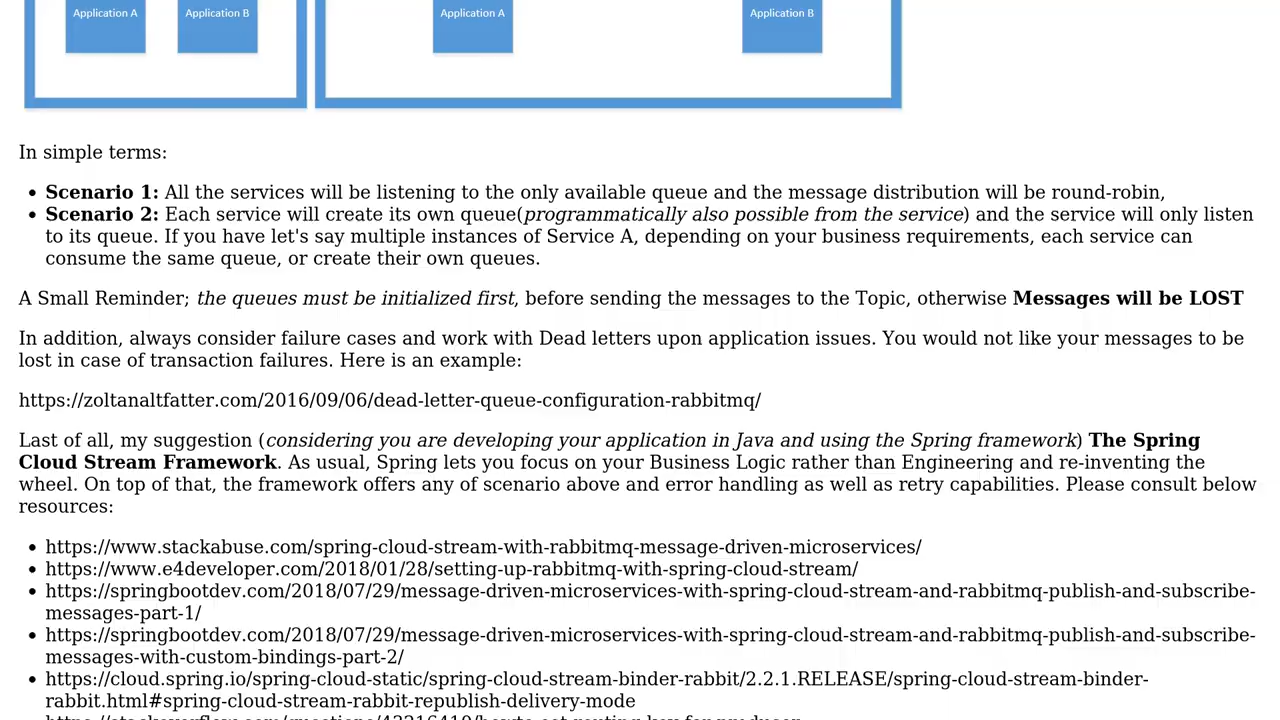 Application A
Application B
Application A
Application B
In simple terms:
• Scenario 1: All the services will be listening to the only available queue and the message distribution will be round-robin,
• Scenario 2: Each service will create its own queue(programmatically also possible from the service) and the service will only listen
to its queue. If you have let's say multiple instances of Service A, depending on your business requirements, each service can
consume the same queue, or create their own queues.
A Small Reminder; the queues must be initialized first, before sending the messages to the Topic, otherwise Messages will be LOST
In addition, always consider failure cases and work with Dead letters upon application issues. You would not like your messages to be
lost in case of transaction failures. Here is an example:
https://zoltanaltfatter.com/2016/09/06/dead-letter-queue-configuration-rabbitmq/
Last of all, my suggestion (considering you are developing your application in Java and using the Spring framework) The Spring
Cloud Stream Framework. As usual, Spring lets you focus on your Business Logic rather than Engineering and re-inventing the
wheel. On top of that, the framework offers any of scenario above and error handling as well as retry capabilities. Please consult below
resources:
• https://www.stackabuse.com/spring-cloud-stream-with-rabbitmq-message-driven-microservices/
• https://www.e4developer.com/2018/01/28/setting-up-rabbitmq-with-spring-cloud-stream/
• https://springbootdev.com/2018/07/29/message-driven-microservices-with-spring-cloud-stream-and-rabbitmq-publish-and-subscribe-
messages-part-1/
• https://springbootdev.com/2018/07/29/message-driven-microservices-with-spring-cloud-stream-and-rabbitmq-publish-and-subscribe-
messages-with-custom-bindings-part-2/
• https://cloud.spring.io/spring-cloud-static/spring-cloud-stream-binder-rabbit/2.2.1.RELEASE/spring-cloud-stream-binder-
rabbit.html#spring-cloud-stream-rabbit-republish-delivery-mode